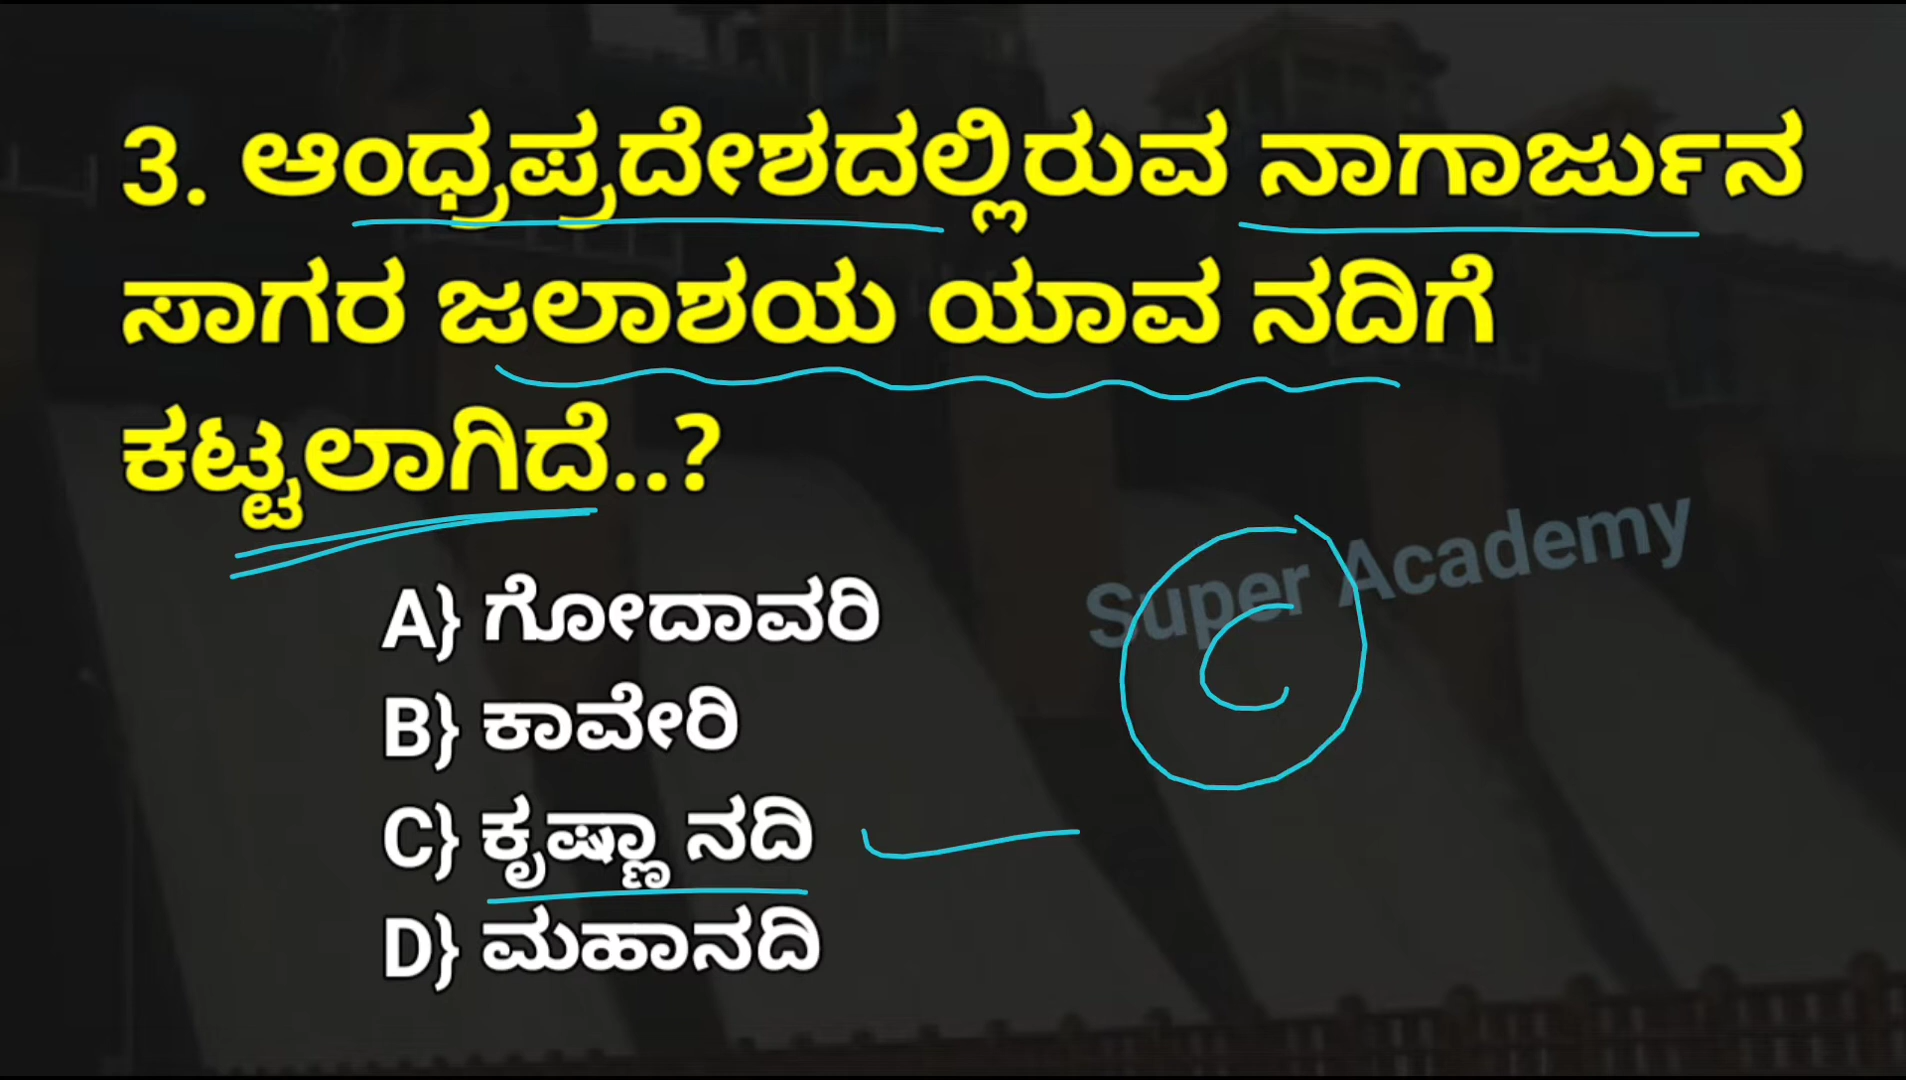 3. ಆಂಧ್ರಪ್ರದೇಶದಲ್ಲಿರುವ ನಾಗಾರ್ಜುನ
ಸಾಗರ ಜಲಾಶಯ ಯಾವ ನದಿಗೆ
ಕಟ್ಟಲಾಗಿದೆ..?
Super Academy
A} ಗೋದಾವರಿ
C
B} ಕಾವೇರಿ
C} ಕೃಷ್ಣಾ ನದಿ
D} ಮಹಾನದಿ